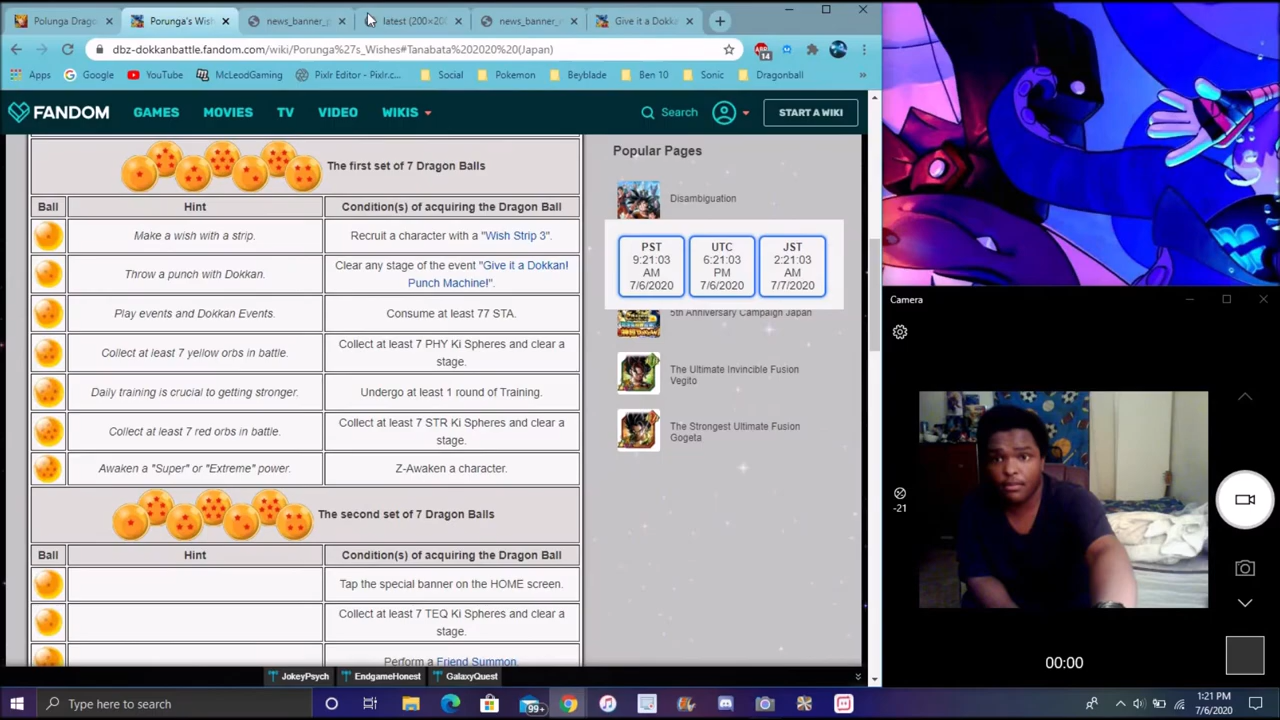 Polunga Drago
Porunga's Wish
news_banner_p
latest (200×200
news_banner_e
Give it a Dokka
dbz-dokkanbattle.fandom.com/wiki/Porunga%27s_Wishes#Tanabata%202020%20(Japan)
14
Apps
Google
YouTube
McLeodGaming
Pixlr Editor - Pixlr.c...
Social
Pokemon
Beyblade
Ben 10
Sonic
Dragonball
FANDOM
GAMES
MOVIES
TV
VIDEO
WIKIS
Search
START A WIKI
The first set of 7 Dragon Balls
Ball Hint Condition(s) of acquiring the Dragon Ball
Make a wish with a strip. Recruit a character with a "Wish Strip 3".
Throw a punch with Dokkan. Clear any stage of the event "Give it a Dokkan!
Punch Machine!".
Play events and Dokkan Events. Consume at least 77 STA.
Collect at least 7 yellow orbs in battle. Collect at least 7 PHY Ki Spheres and clear a
stage.
Daily training is crucial to getting stronger. Undergo at least 1 round of Training.
Collect at least 7 red orbs in battle. Collect at least 7 STR Ki Spheres and clear a
stage.
Awaken a "Super" or "Extreme" power. Z-Awaken a character.
The second set of 7 Dragon Balls
Ball Hint Condition(s) of acquiring the Dragon Ball
Tap the special banner on the HOME screen.
Collect at least 7 TEQ Ki Spheres and clear a
stage.
Perform a Friend Summon.
Popular Pages
Disambiguation
PST
9:21:03
AM
7/6/2020
UTC
6:21:03
PM
7/6/2020
JST
2:21:03
AM
7/7/2020
5th Anniversary Campaign Japan
The Ultimate Invincible Fusion
Vegito
The Strongest Ultimate Fusion
Gogeta
JokeyPsych
EndgameHonest
GalaxyQuest
Camera
-21
00:00
Type here to search
99+
1:21 PM
7/6/2020